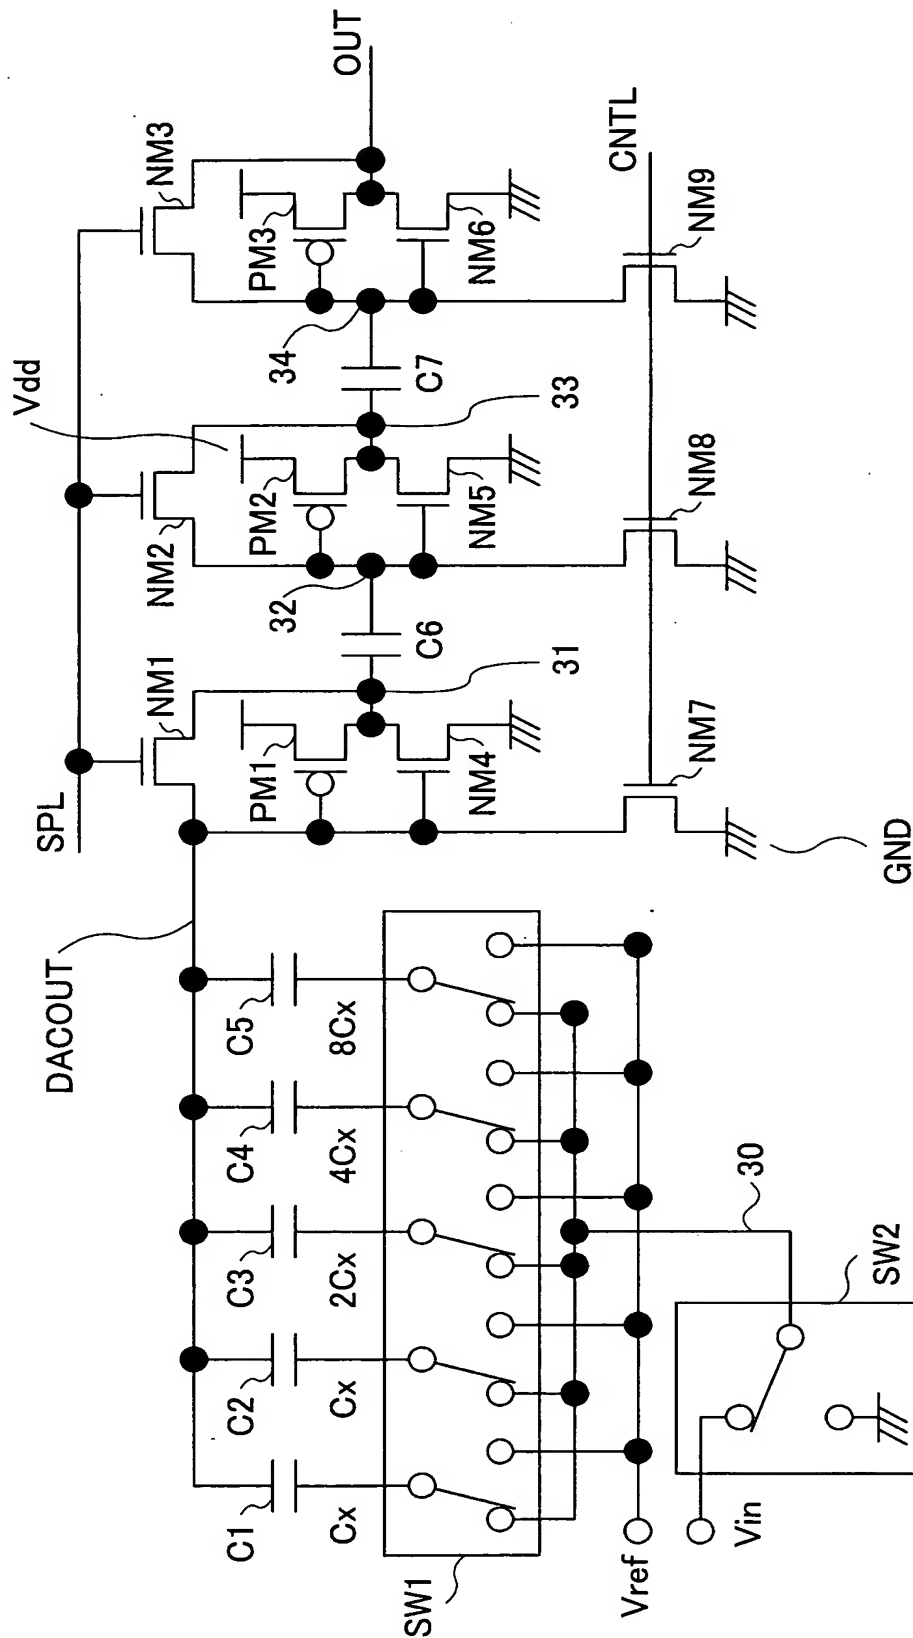 SPL
NM1
NM2
NM3
Vdd
DACOUT
PM1
PM2
PM3
OUT
32
34
C6
C7
31
33
NM4
NM5
NM6
C1
C2
C3
C4
C5
Cx
Cx
2Cx
4Cx
8Cx
CNTL
NM7
NM8
NM9
GND
SW1
Vref
30
Vin
SW2